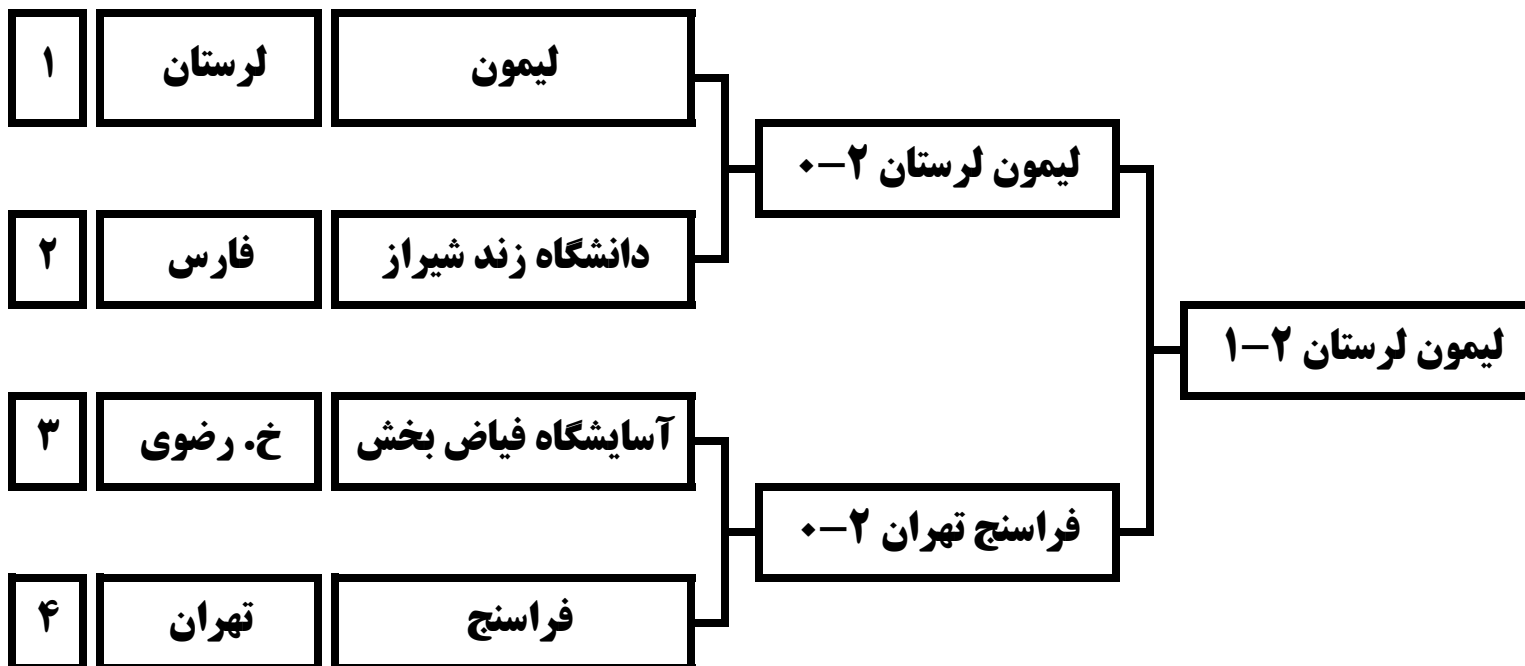 ۱ لرستان لیمون
لیمون لرستان ۲-۰
۲ فارس دانشگاه زند شیراز
لیمون لرستان ۲-۱
۳ خ. رضوی آسایشگاه فیاض بخش
فراسنج تهران ۲-۰
۴ تهران فراسنج